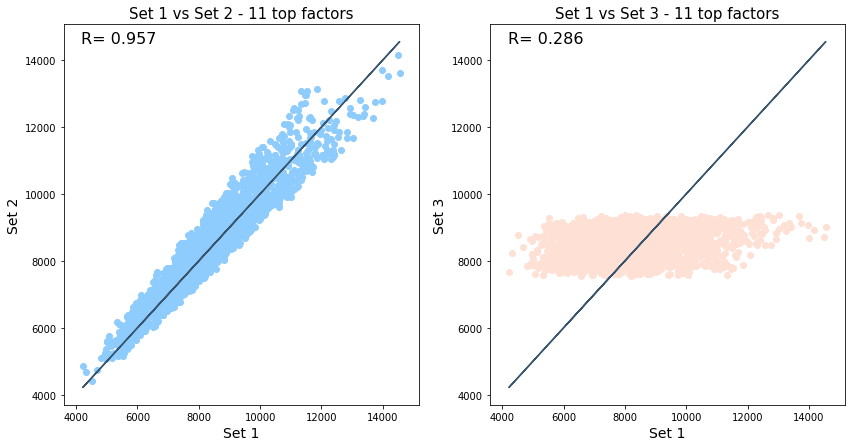 Set 1 vs Set 2 - 11 top factors
R= 0.957
14000
12000
10000
8000
6000
4000
Set 2
4000 6000 8000 10000 12000 14000
Set 1
Set 1 vs Set 3 - 11 top factors
R= 0.286
14000
12000
10000
8000
6000
4000
Set 3
4000 6000 8000 10000 12000 14000
Set 1